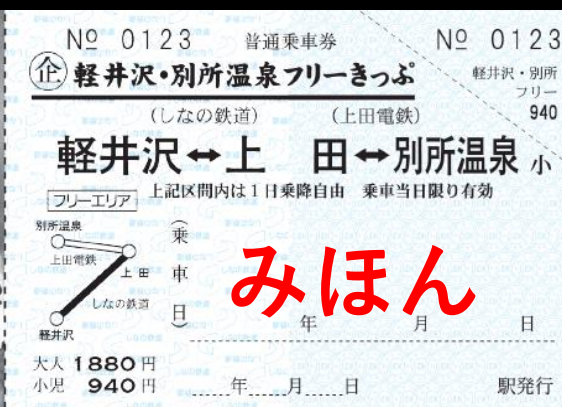 № 0123 普通乗車券 № 0123
企 軽井沢・別所温泉フリーきっぷ
軽井沢・別所
フリー
940
(しなの鉄道) (上田電鉄)
軽井沢↔上 田↔別所温泉 小
上記区間内は1日乗降自由 乗車当日限り有効
フリーエリア
別所温泉
上田電鉄
上田
しなの鉄道
軽井沢
(乗車日)
みほん
年 月 日
大人 1880円
小児 940円
年 月 日 駅発行